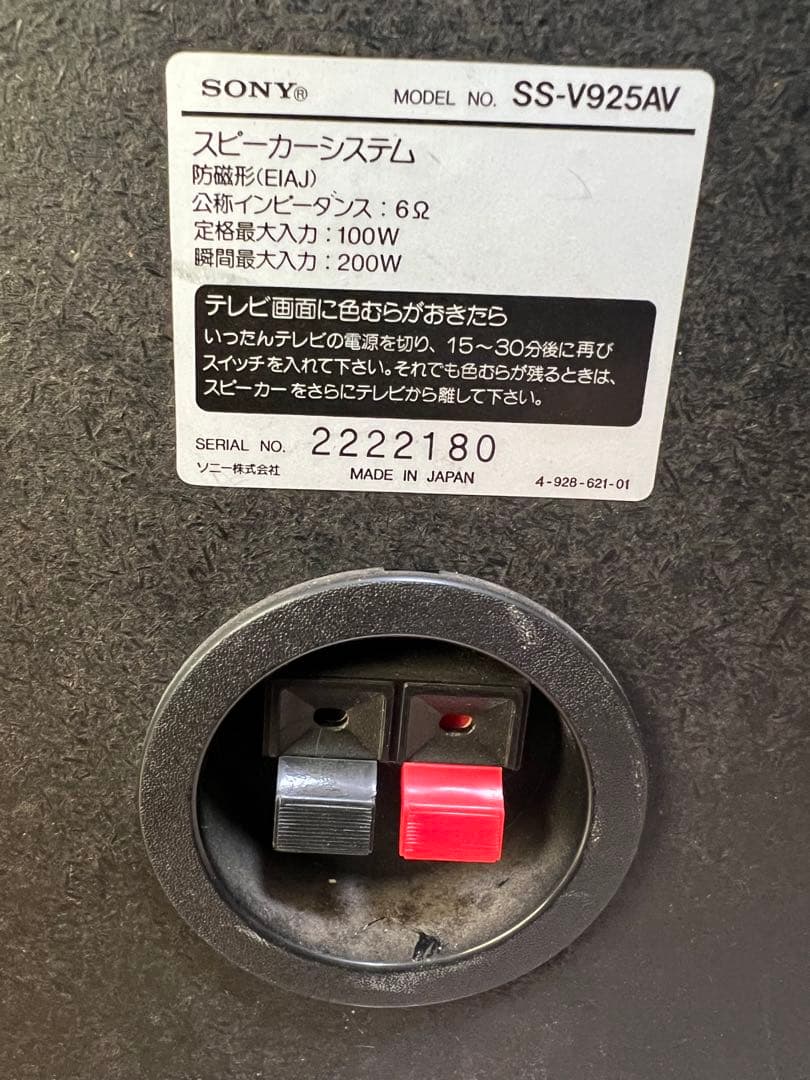 SONY® MODEL NO. SS-V925AV
スピーカーシステム
防磁形(EIAJ)
公称インピーダンス：6Ω
定格最大入力：100W
瞬間最大入力：200W
テレビ画面に色むらがおきたら
いったんテレビの電源を切り、15〜30分後に再び
スイッチを入れて下さい。それでも色むらが残るときは、
スピーカーをさらにテレビから離して下さい。
SERIAL NO. 2222180
ソニー株式会社 MADE IN JAPAN 4-928-621-01